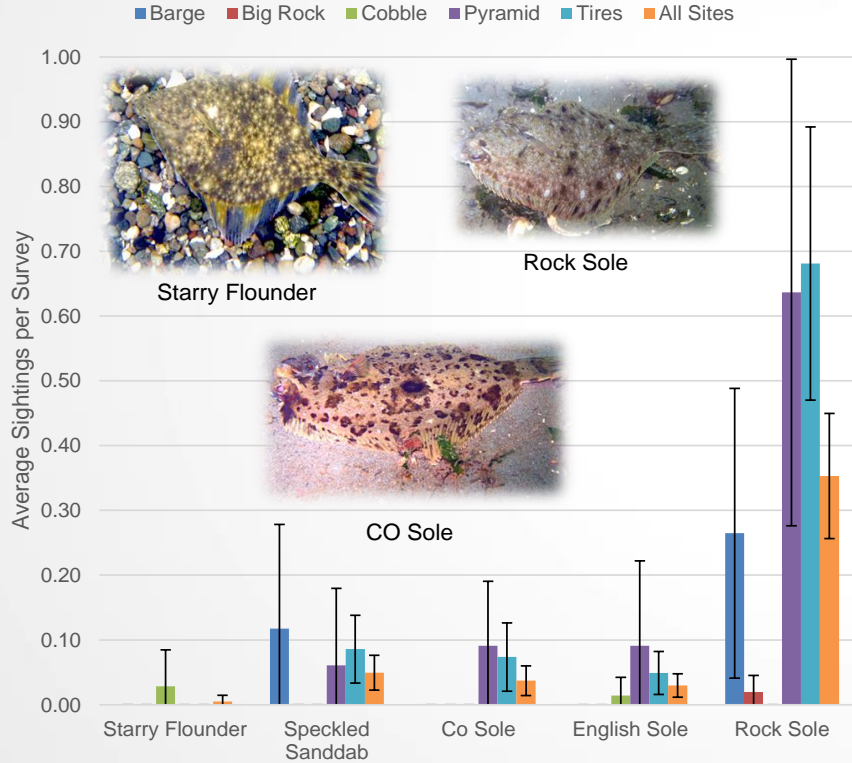 Barge Big Rock Cobble Pyramid Tires All Sites
1.00
0.90
0.80
0.70
0.60
0.50
0.40
0.30
0.20
0.10
0.00
Average Sightings per Survey
Starry Flounder
Rock Sole
CO Sole
Starry Flounder
Speckled
Sanddab
Co Sole
English Sole
Rock Sole